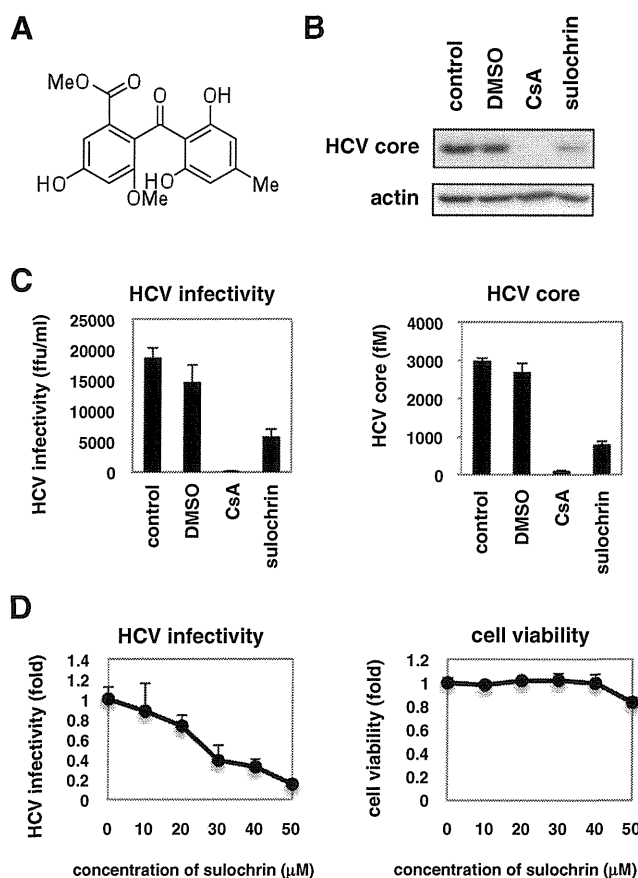 A
MeO
O
O
OH
HO
OMe
HO
Me
B
control
DMSO
CsA
sulochrin
HCV core
actin
C
HCV infectivity
HCV infectivity (ffu/ml)
25000
20000
15000
10000
5000
0
control
DMSO
CsA
sulochrin
HCV core
HCV core (fM)
4000
3000
2000
1000
0
control
DMSO
CsA
sulochrin
D
HCV infectivity
HCV infectivity (fold)
1.4
1.2
1
0.8
0.6
0.4
0.2
0
0 10 20 30 40 50
concentration of sulochrin (μM)
cell viability
cell viability (fold)
1.2
1
0.8
0.6
0.4
0.2
0
0 10 20 30 40 50
concentration of sulochrin (μM)